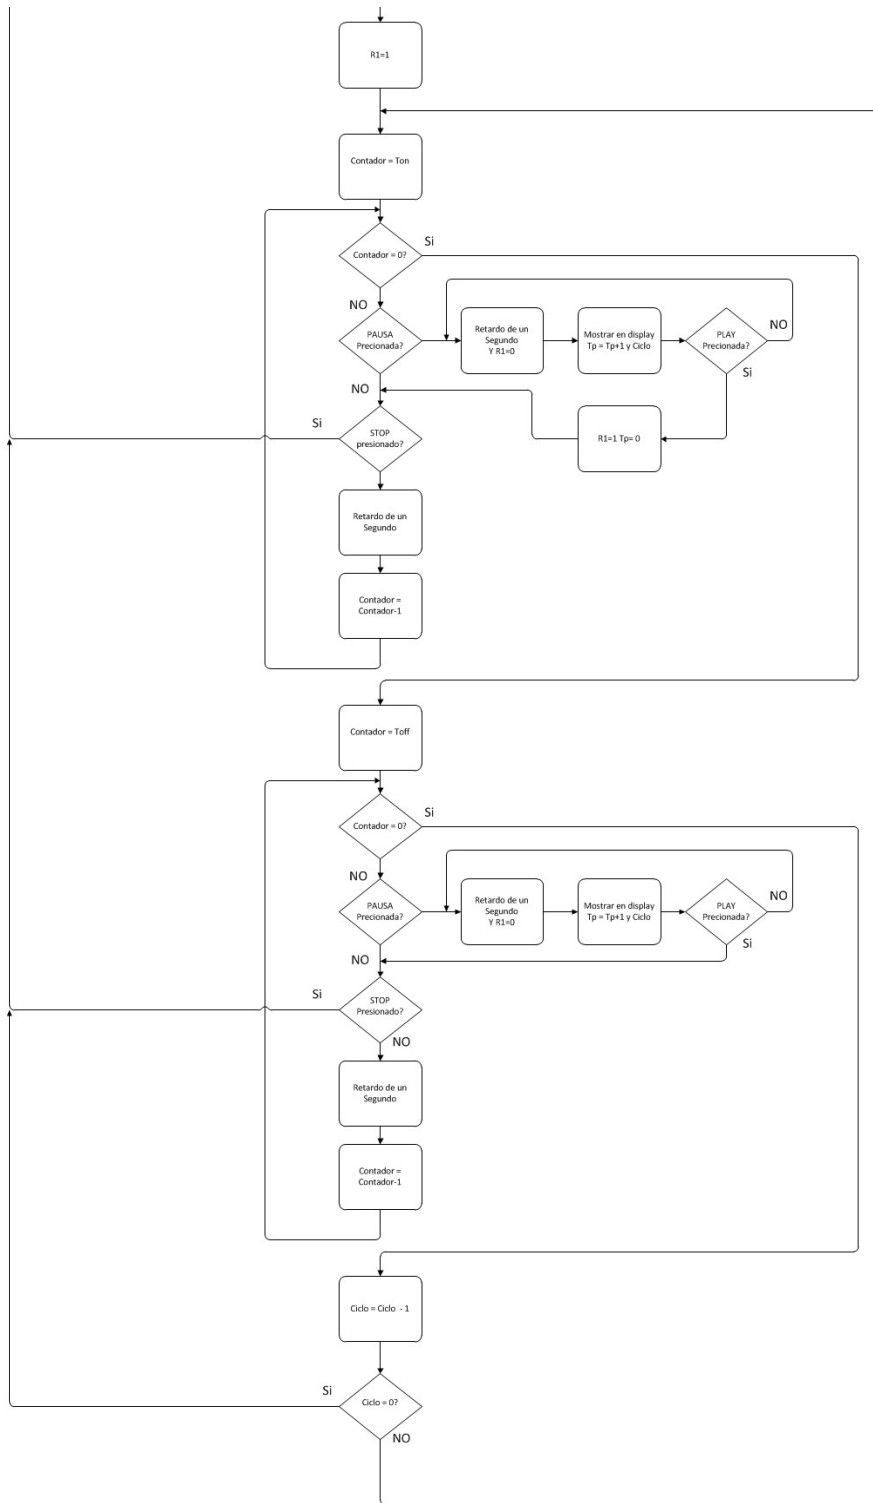 R1=1
Contador = Ton
Si
Contador = 0?
NO
PAUSA
Precionada?
Retardo de un
Segundo
Y R1=0
Mostrar en display
Tp = Tp+1 y Ciclo
PLAY
Precionada?
NO
Si
NO
Si
STOP
presionado?
R1=1 Tp= 0
Retardo de un
Segundo
Contador =
Contador-1
Contador = Toff
Si
Contador = 0?
NO
PAUSA
Precionada?
Retardo de un
Segundo
Y R1=0
Mostrar en display
Tp = Tp+1 y Ciclo
PLAY
Precionada?
NO
Si
NO
Si
STOP
Presionado?
NO
Retardo de un
Segundo
Contador =
Contador-1
Ciclo = Ciclo - 1
Si
Ciclo = 0?
NO